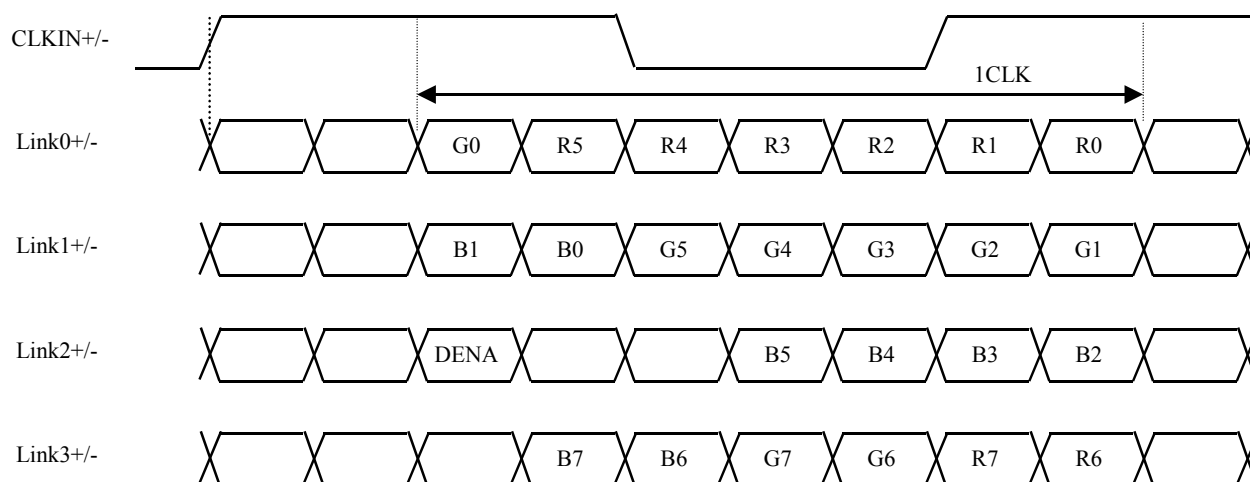 CLKIN+/-
1CLK
Link0+/- G0 R5 R4 R3 R2 R1 R0
Link1+/- B1 B0 G5 G4 G3 G2 G1
Link2+/- DENA B5 B4 B3 B2
Link3+/- B7 B6 G7 G6 R7 R6